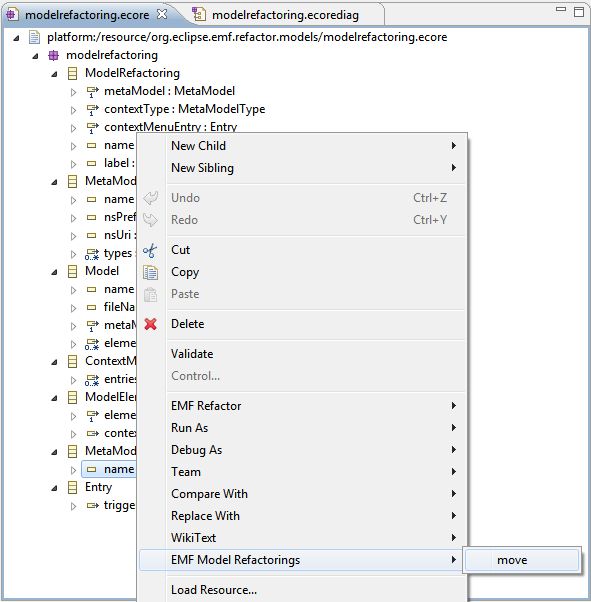 modelrefactoring.ecore modelrefactoring.ecorediag
platform:/resource/org.eclipse.emf.refactor.models/modelrefactoring.ecore
modelrefactoring
ModelRefactoring
metaModel : MetaModel
contextType : MetaModelType
contextMenuEntry : Entry
name
label :
MetaMod
name
nsPref
nsUri :
types :
Model
name
fileNa
metaM
eleme
ContextM
entries
ModelElem
eleme
contex
MetaMod
name
Entry
trigge
New Child
New Sibling
Undo Ctrl+Z
Redo Ctrl+Y
Cut
Copy
Paste
Delete
Validate
Control...
EMF Refactor
Run As
Debug As
Team
Compare With
Replace With
WikiText
EMF Model Refactorings move
Load Resource...